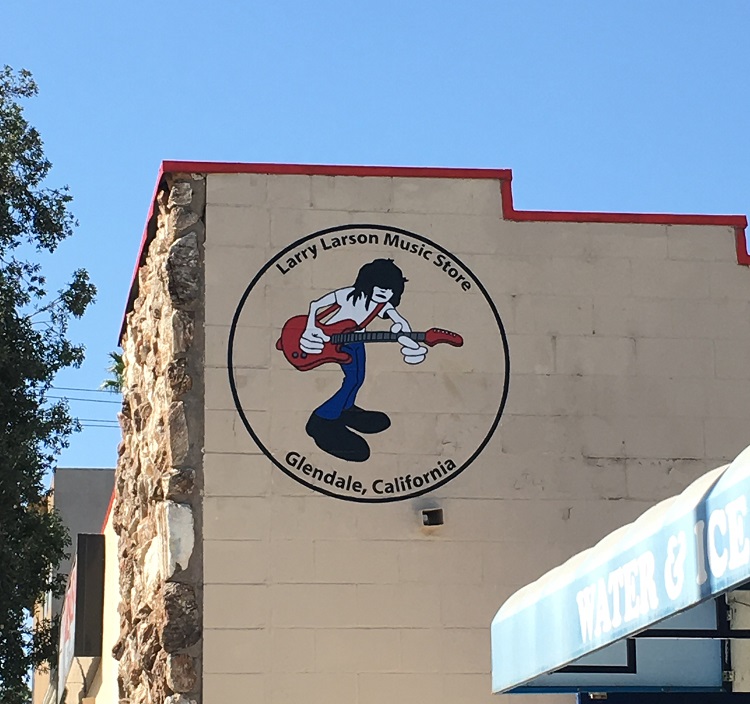 Larry Larson Music Store
Glendale, California
WATER & ICE